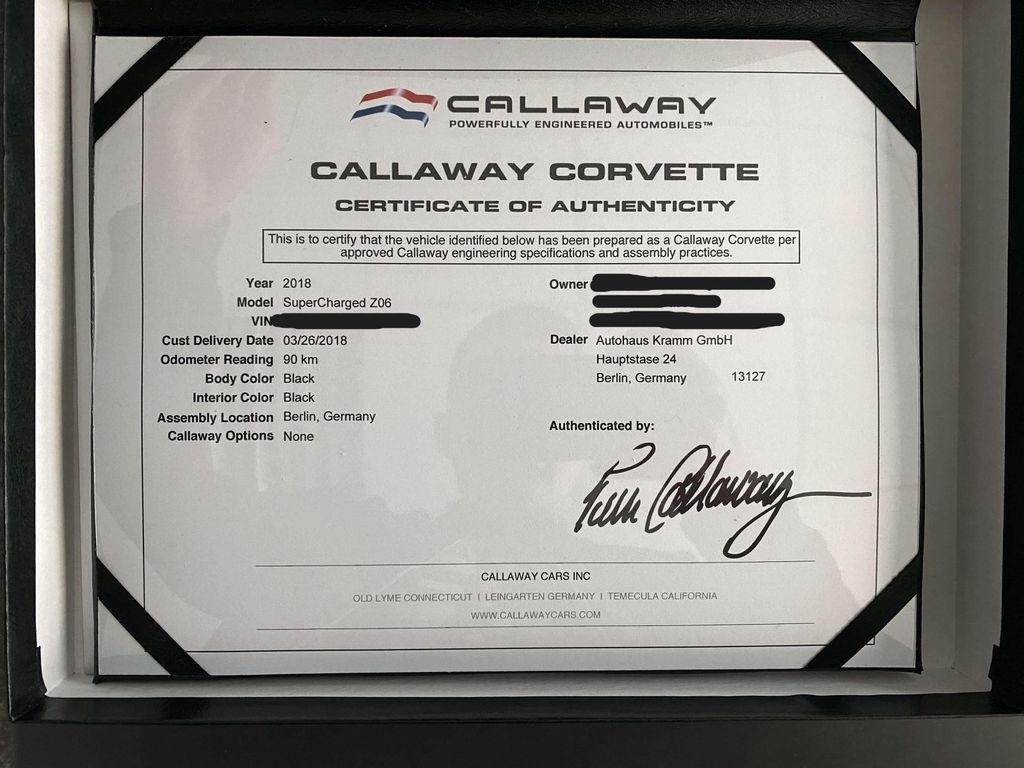 CALLAWAY
POWERFULLY ENGINEERED AUTOMOBILES™
CALLAWAY CORVETTE
CERTIFICATE OF AUTHENTICITY
This is to certify that the vehicle identified below has been prepared as a Callaway Corvette per
approved Callaway engineering specifications and assembly practices.
Year 2018
Model SuperCharged Z06
VIN
Cust Delivery Date 03/26/2018
Odometer Reading 90 km
Body Color Black
Interior Color Black
Assembly Location Berlin, Germany
Callaway Options None
Owner
Dealer Autohaus Kramm GmbH
Hauptstase 24
Berlin, Germany 13127
Authenticated by:
Callaway
CALLAWAY CARS INC
OLD LYME CONNECTICUT I LEINGARTEN GERMANY I TEMECULA CALIFORNIA
WWW.CALLAWAYCARS.COM